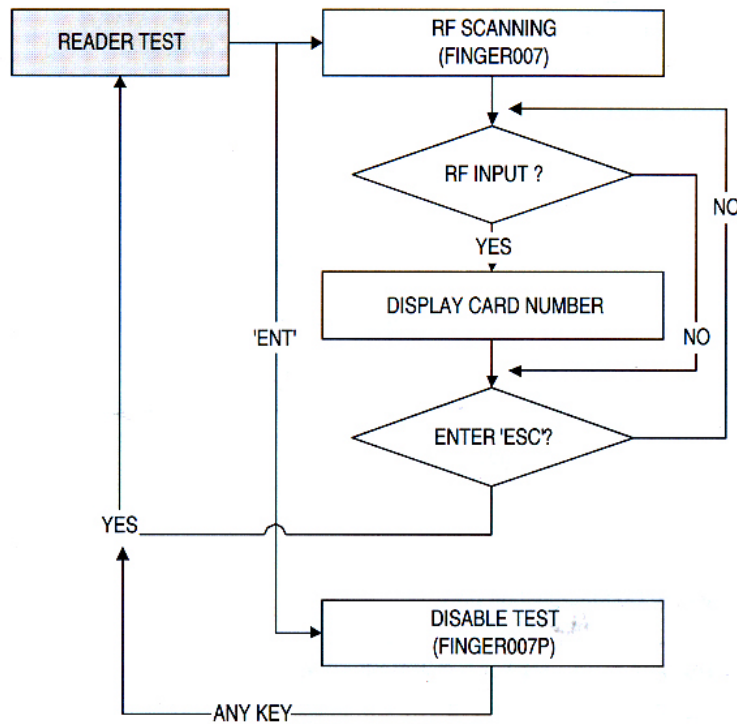 READER TEST
RF SCANNING
(FINGER007)
RF INPUT ?
NO
YES
DISPLAY CARD NUMBER
'ENT'
NO
ENTER 'ESC'?
YES
DISABLE TEST
(FINGER007P)
ANY KEY